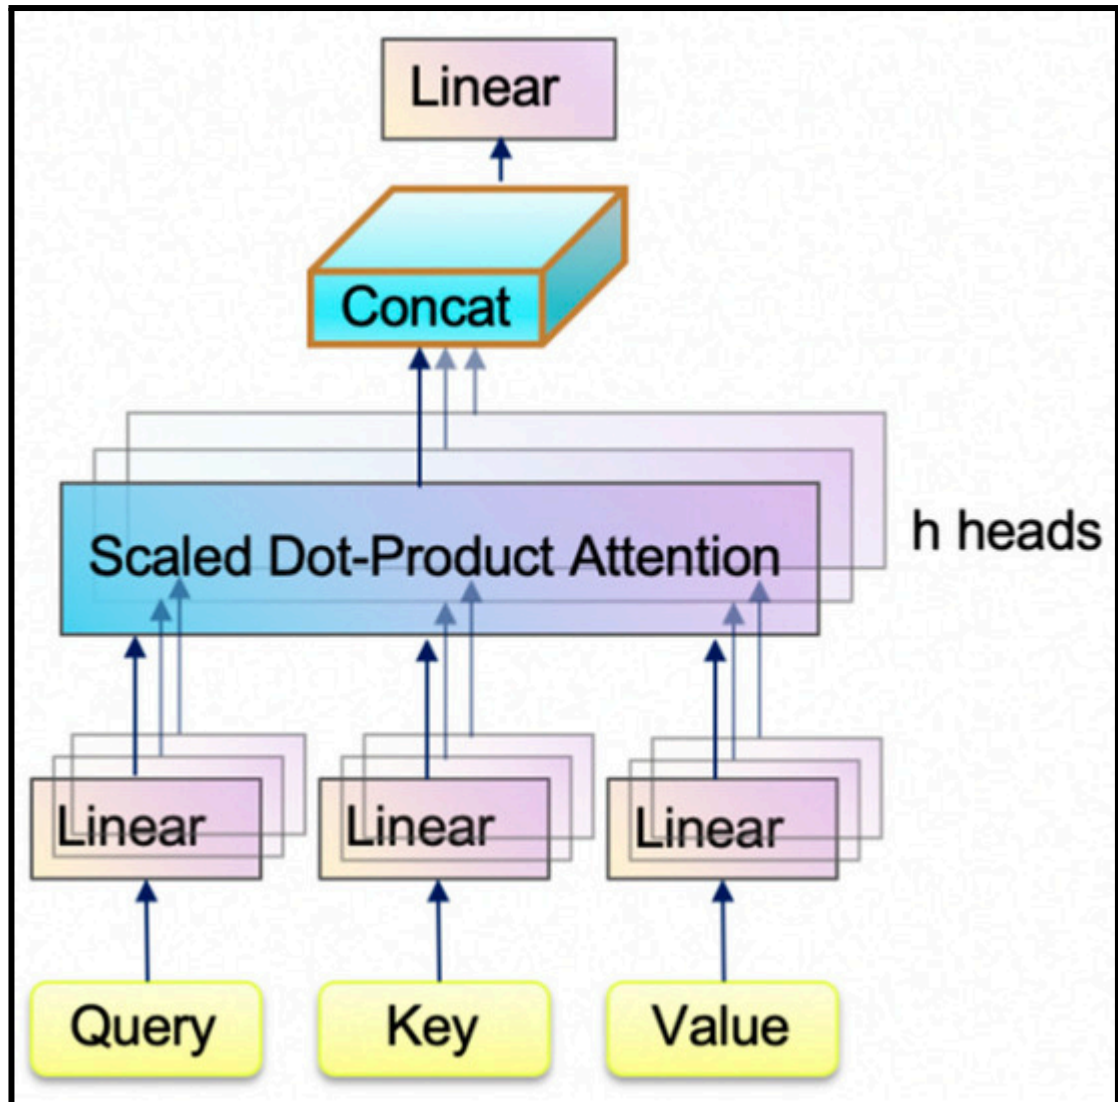 Linear
Concat
Scaled Dot-Product Attention
h heads
Linear
Linear
Linear
Query
Key
Value